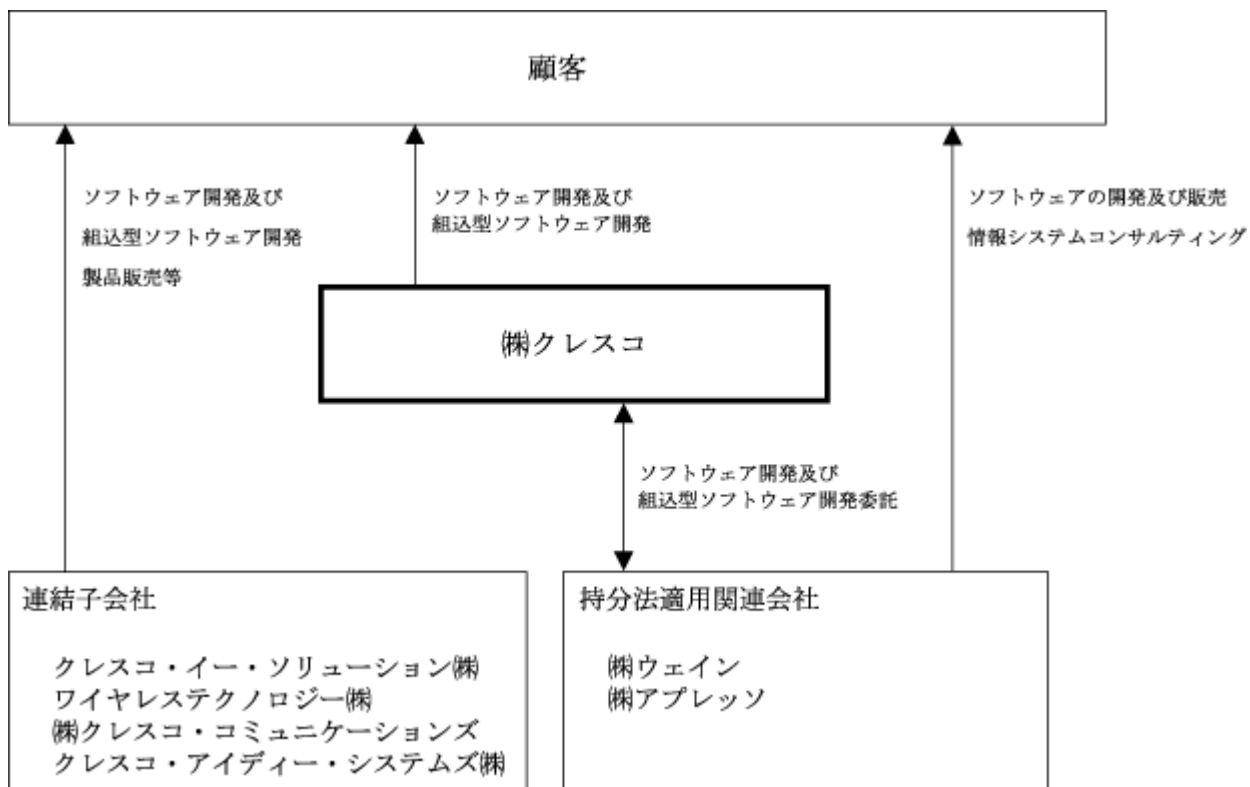 顧客
ソフトウェア開発及び
組込型ソフトウェア開発
製品販売等
ソフトウェア開発及び
組込型ソフトウェア開発
ソフトウェアの開発及び販売
情報システムコンサルティング
㈱クレスコ
ソフトウェア開発及び
組込型ソフトウェア開発委託
連結子会社
クレスコ・イー・ソリューション㈱
ワイヤレステクノロジー㈱
㈱クレスコ・コミュニケーションズ
クレスコ・アイディー・システムズ㈱
持分法適用関連会社
㈱ウェイン
㈱アプレッソ